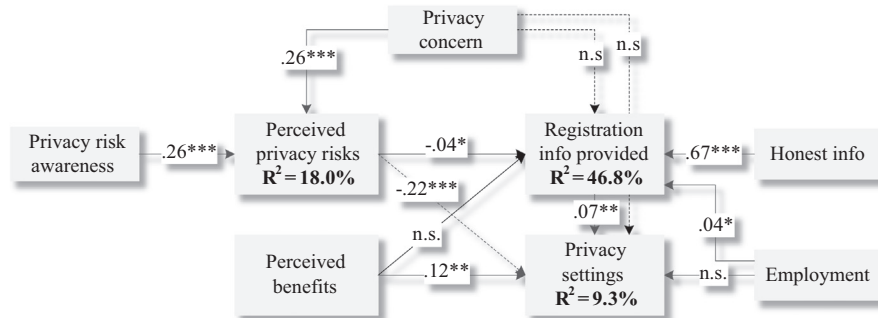 Privacy
concern
n.s
n.s
.26***
Privacy risk
awareness
.26***
Perceived
privacy risks
R² = 18.0%
-.04*
Registration
info provided
R² = 46.8%
.67***
Honest info
-.22***
.07**
.04*
n.s.
Perceived
benefits
.12**
Privacy
settings
R² = 9.3%
n.s.
Employment